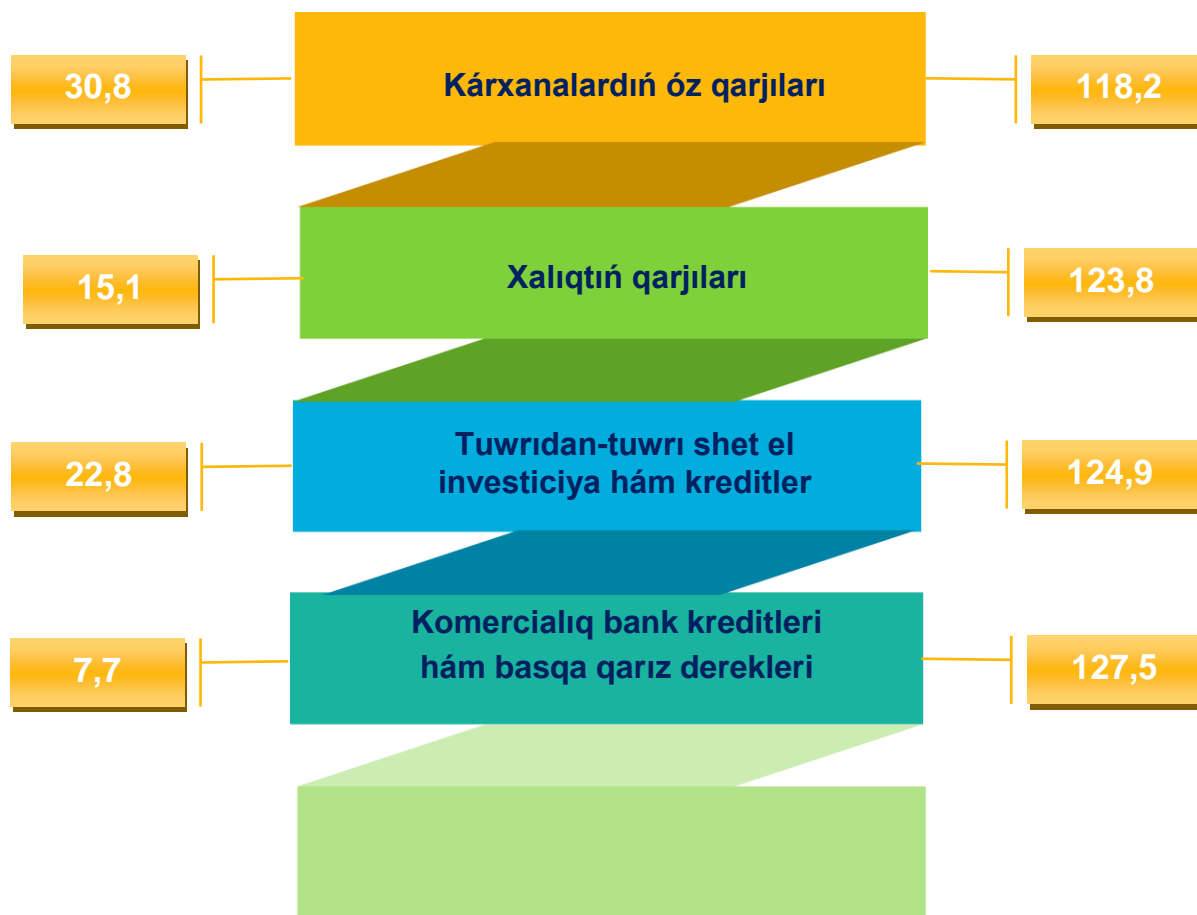 30,8
Kárxanalardıń óz qarjıları
118,2
15,1
Xalıqtıń qarjıları
123,8
22,8
Tuwrıdan-tuwrı shet el
investiciya hám kreditler
124,9
7,7
Komercialıq bank kreditleri
hám basqa qarız derekleri
127,5